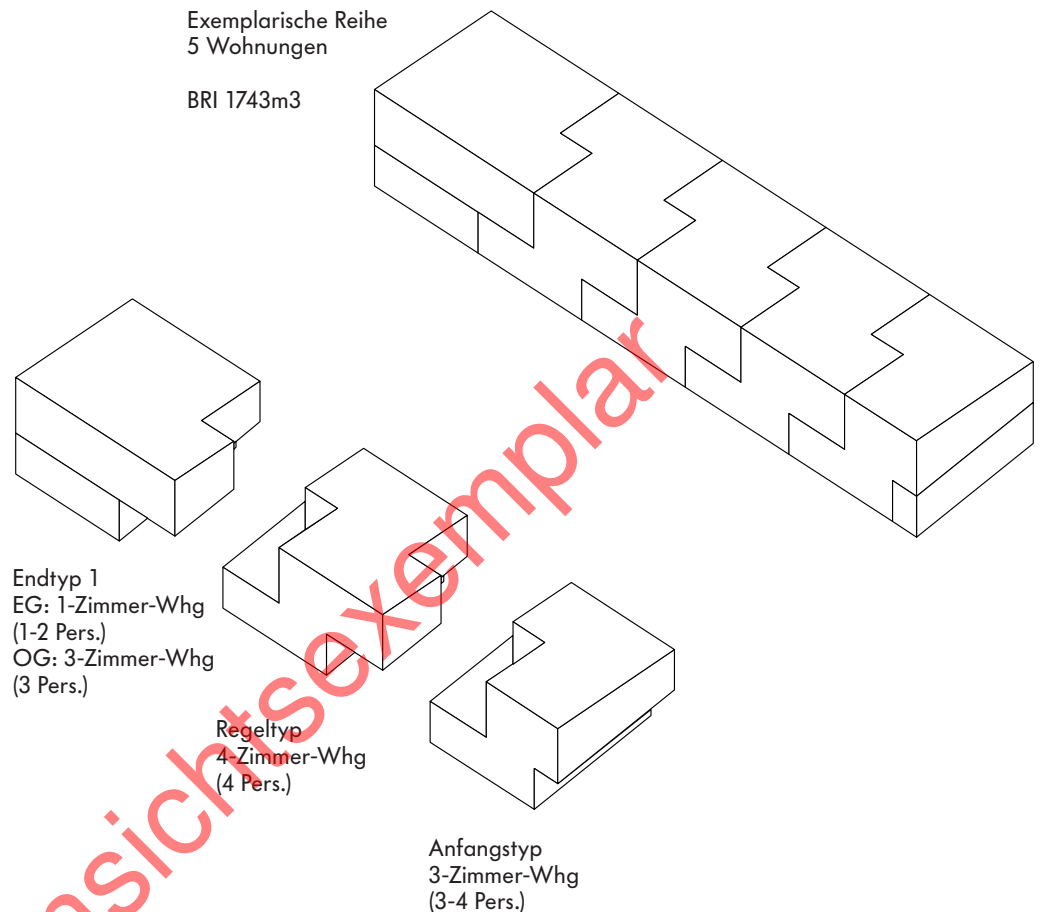 Exemplarische Reihe
5 Wohnungen
BRI 1743m3
Endtyp 1
EG: 1-Zimmer-Whg
(1-2 Pers.)
OG: 3-Zimmer-Whg
(3 Pers.)
Regeltyp
4-Zimmer-Whg
(4 Pers.)
Anfangstyp
3-Zimmer-Whg
(3-4 Pers.)